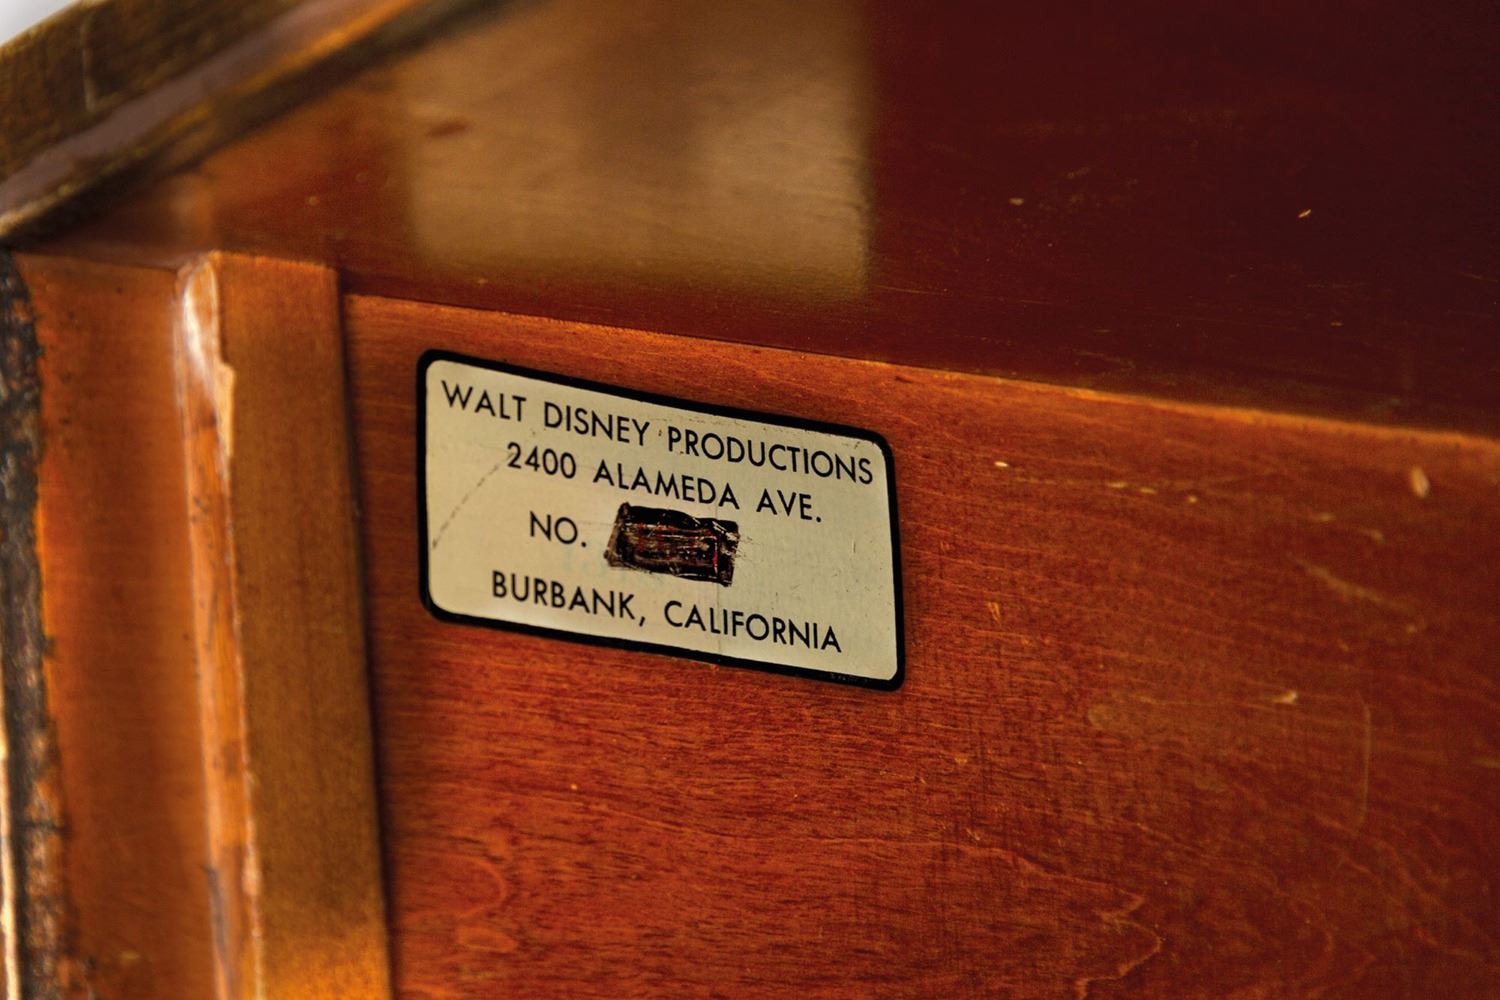 WALT DISNEY PRODUCTIONS
2400 ALAMEDA AVE.
NO.
BURBANK, CALIFORNIA